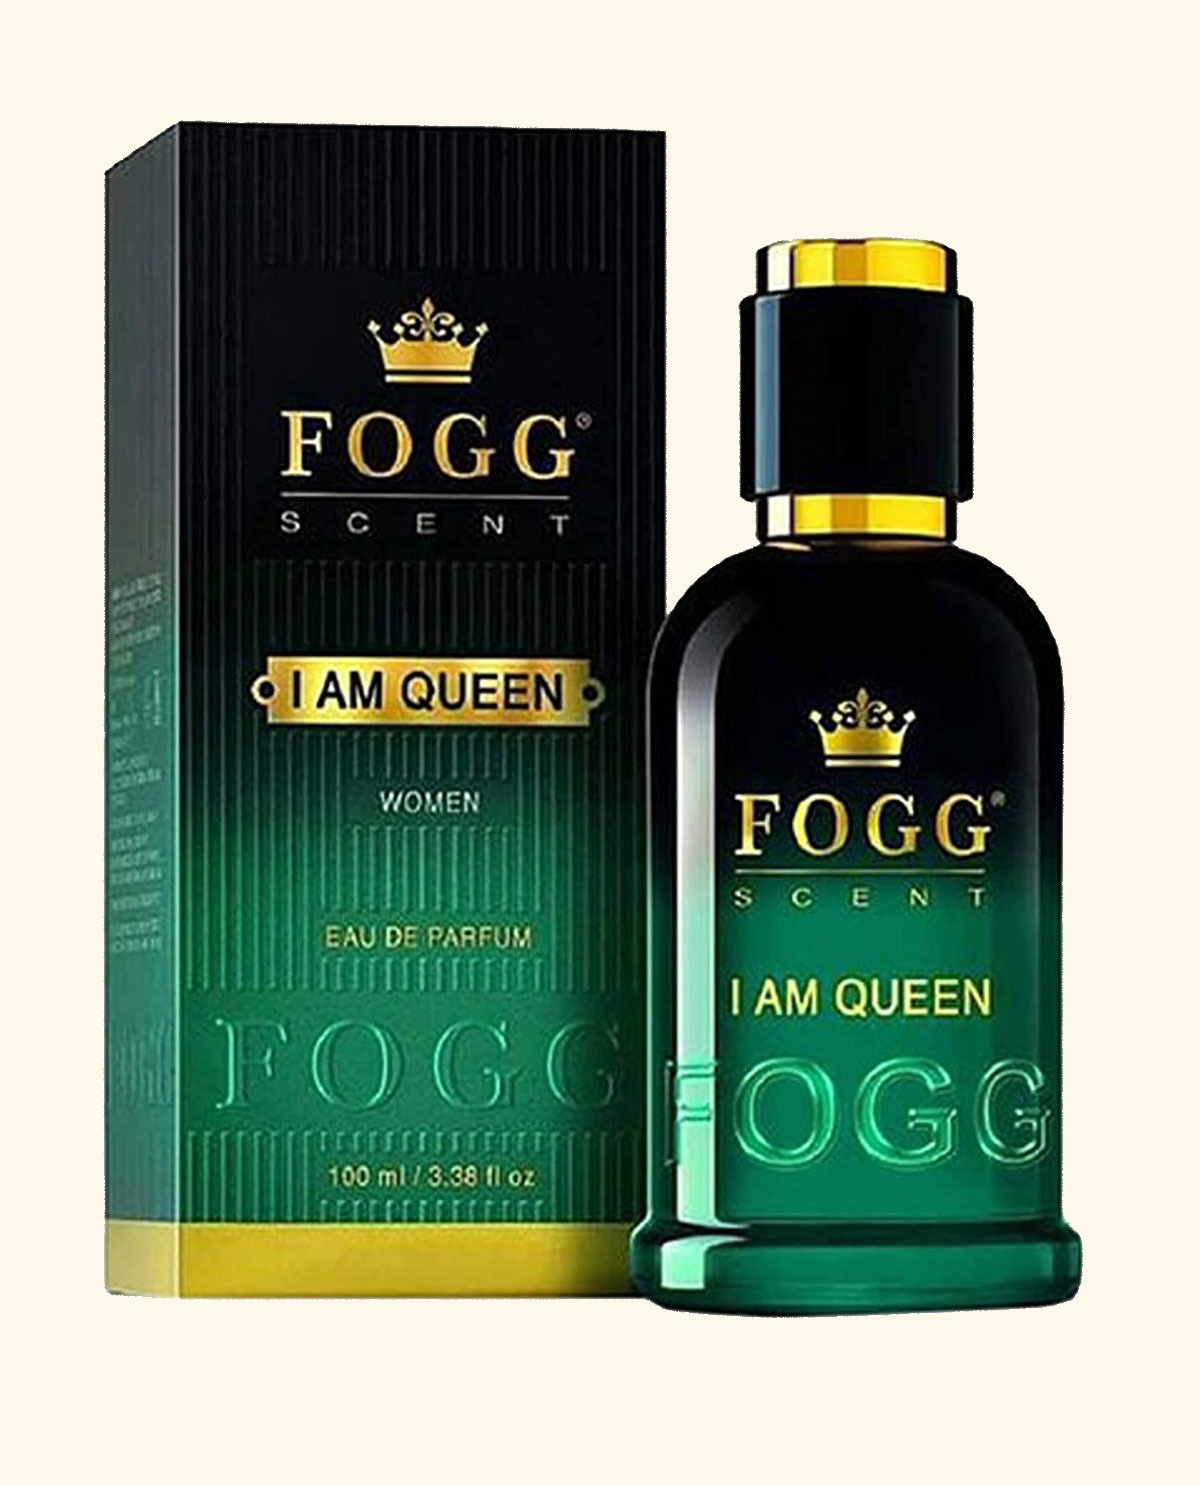 FOGG®
SCENT
I AM QUEEN
WOMEN
EAU DE PARFUM
FOGG
100 ml / 3.38 fl oz
FOGG®
SCENT
I AM QUEEN
FOGG